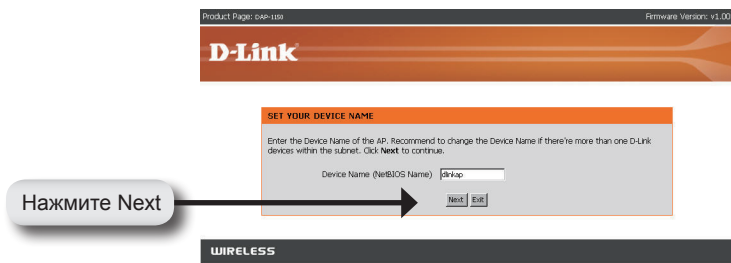 Product Page: DAP-1150 Firmware Version: v1.00
D-Link
SET YOUR DEVICE NAME
Enter the Device Name of the AP. Recommend to change the Device Name if there're more than one D-Link
devices within the subnet. Click Next to continue.
Device Name (NetBIOS Name) dlinkap
Нажмите Next
Next Exit
WIRELESS